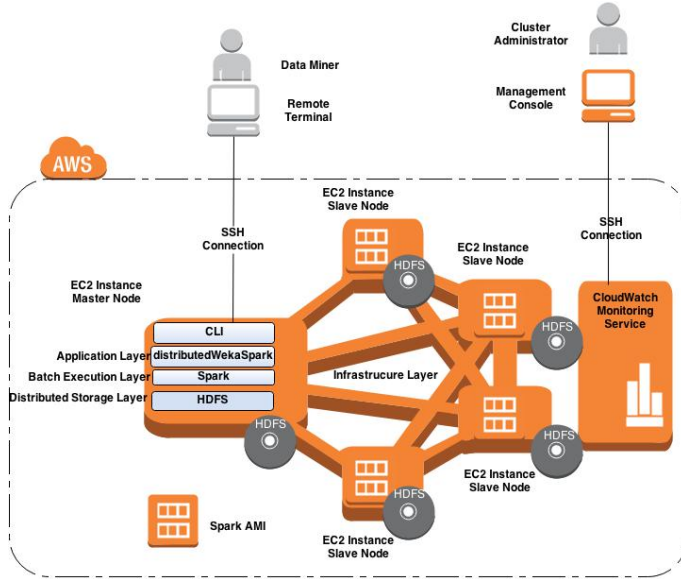 Cluster
Administrator
Data Miner
Management
Console
Remote
Terminal
AWS
EC2 Instance
Slave Node
SSH
Connection
SSH
Connection
EC2 Instance
Slave Node
HDFS
EC2 Instance
Master Node
CloudWatch
Monitoring
Service
CLI
HDFS
Application Layer
distributedWekaSpark
Batch Execution Layer
Spark
Infrastrucure Layer
Distributed Storage Layer
HDFS
HDFS
HDFS
EC2 Instance
Slave Node
HDFS
Spark AMI
EC2 Instance
Slave Node